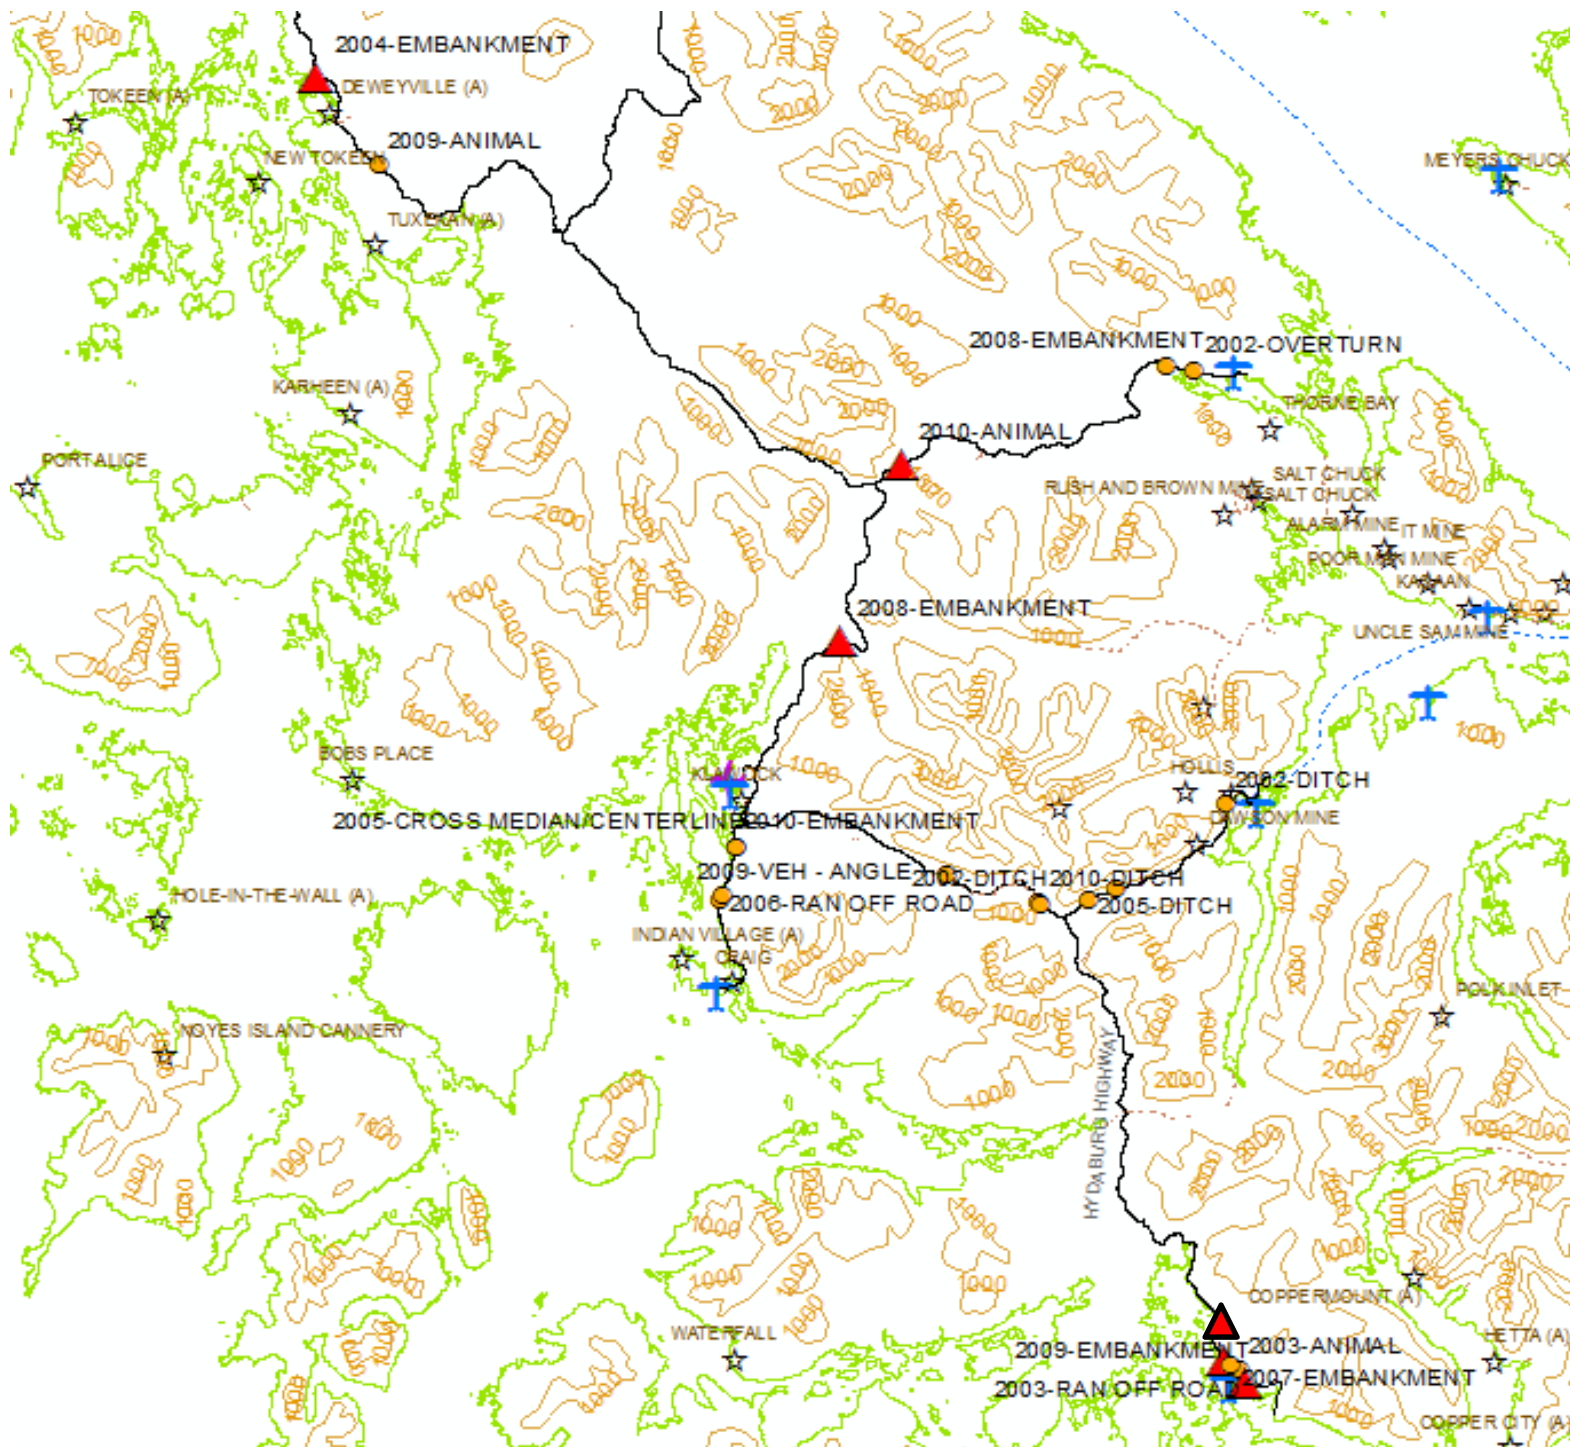 2004-EMBANKMENT
DEWEYVILLE (A)
TOKEEN (A)
2009-ANIMAL
NEW TOKEEN
MEYERS CHUCK
TUXEKAN (A)
2008-EMBANKMENT
2002-OVERTURN
KARHEEN (A)
THORNE BAY
2010-ANIMAL
PORT ALICE
SALT CHUCK
RUSH AND BROWN MINE
SALT CHUCK
ALARM MINE
IT MINE
POOR MAN MINE
KASAAN
2008-EMBANKMENT
UNCLE SAM MINE
BOBS PLACE
KLAWOCK
HOLLIS
2002-DITCH
2005-CROSS MEDIAN/CENTERLINE
2010-EMBANKMENT
DAWSON MINE
2009-VEH - ANGLE
2002-DITCH
2010-DITCH
HOLE-IN-THE-WALL (A)
2006-RAN OFF ROAD
2005-DITCH
INDIAN VILLAGE (A)
CRAIG
POLK INLET
NOYES ISLAND CANNERY
HYDABURG HIGHWAY
COPPERMOUNT (A)
WATERFALL
HETTA (A)
2009-EMBANKMENT
2003-ANIMAL
2003-RAN OFF ROAD
2007-EMBANKMENT
COPPER CITY (A)
1000
2000
3000